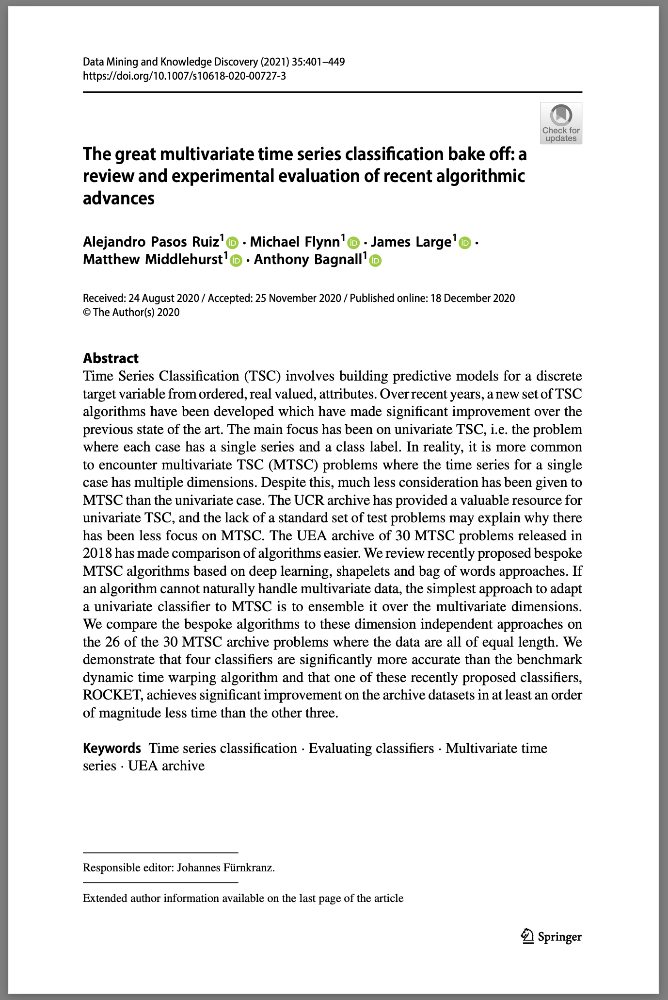 Data Mining and Knowledge Discovery (2021) 35:401–449
https://doi.org/10.1007/s10618-020-00727-3
Check for
updates
The great multivariate time series classification bake off: a
review and experimental evaluation of recent algorithmic
advances
Alejandro Pasos Ruiz¹ iD · Michael Flynn¹ iD · James Large¹ iD ·
Matthew Middlehurst¹ iD · Anthony Bagnall¹ iD
Received: 24 August 2020 / Accepted: 25 November 2020 / Published online: 18 December 2020
© The Author(s) 2020
Abstract
Time Series Classification (TSC) involves building predictive models for a discrete
target variable from ordered, real valued, attributes. Over recent years, a new set of TSC
algorithms have been developed which have made significant improvement over the
previous state of the art. The main focus has been on univariate TSC, i.e. the problem
where each case has a single series and a class label. In reality, it is more common
to encounter multivariate TSC (MTSC) problems where the time series for a single
case has multiple dimensions. Despite this, much less consideration has been given to
MTSC than the univariate case. The UCR archive has provided a valuable resource for
univariate TSC, and the lack of a standard set of test problems may explain why there
has been less focus on MTSC. The UEA archive of 30 MTSC problems released in
2018 has made comparison of algorithms easier. We review recently proposed bespoke
MTSC algorithms based on deep learning, shapelets and bag of words approaches. If
an algorithm cannot naturally handle multivariate data, the simplest approach to adapt
a univariate classifier to MTSC is to ensemble it over the multivariate dimensions.
We compare the bespoke algorithms to these dimension independent approaches on
the 26 of the 30 MTSC archive problems where the data are all of equal length. We
demonstrate that four classifiers are significantly more accurate than the benchmark
dynamic time warping algorithm and that one of these recently proposed classifiers,
ROCKET, achieves significant improvement on the archive datasets in at least an order
of magnitude less time than the other three.
Keywords Time series classification · Evaluating classifiers · Multivariate time
series · UEA archive
Responsible editor: Johannes Fürnkranz.
Extended author information available on the last page of the article
Springer